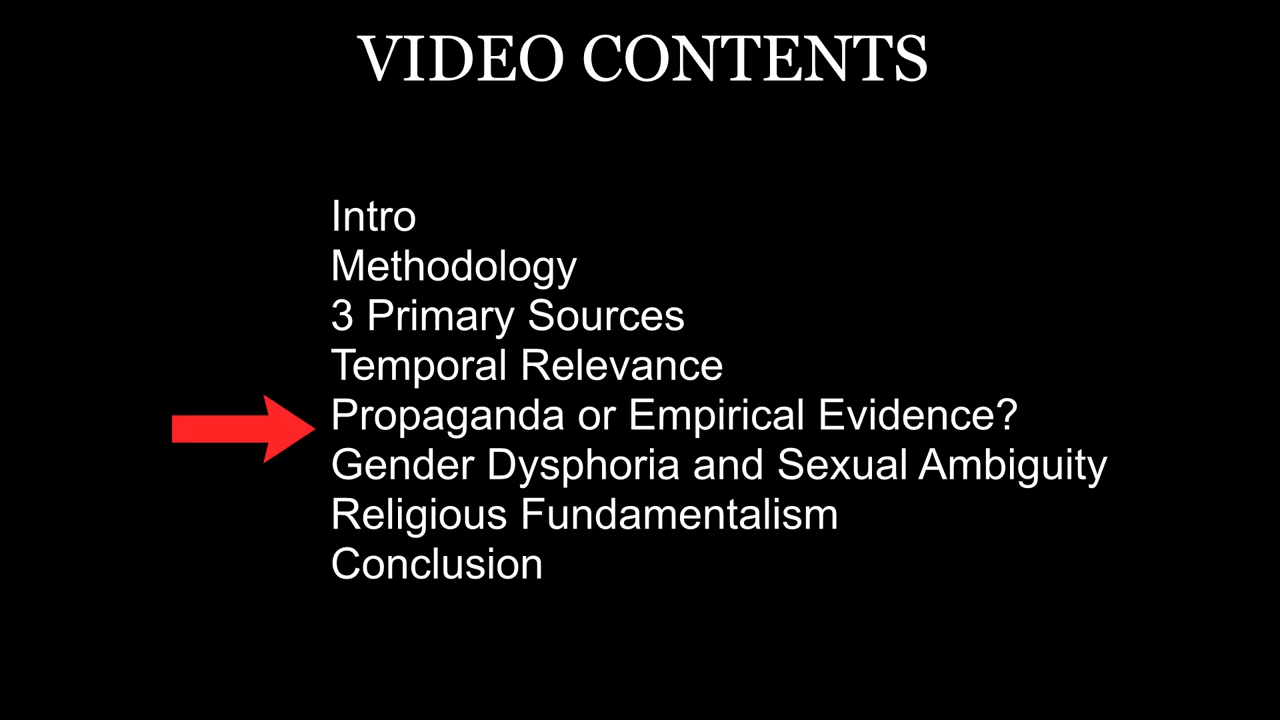 VIDEO CONTENTS
Intro
Methodology
3 Primary Sources
Temporal Relevance
Propaganda or Empirical Evidence?
Gender Dysphoria and Sexual Ambiguity
Religious Fundamentalism
Conclusion